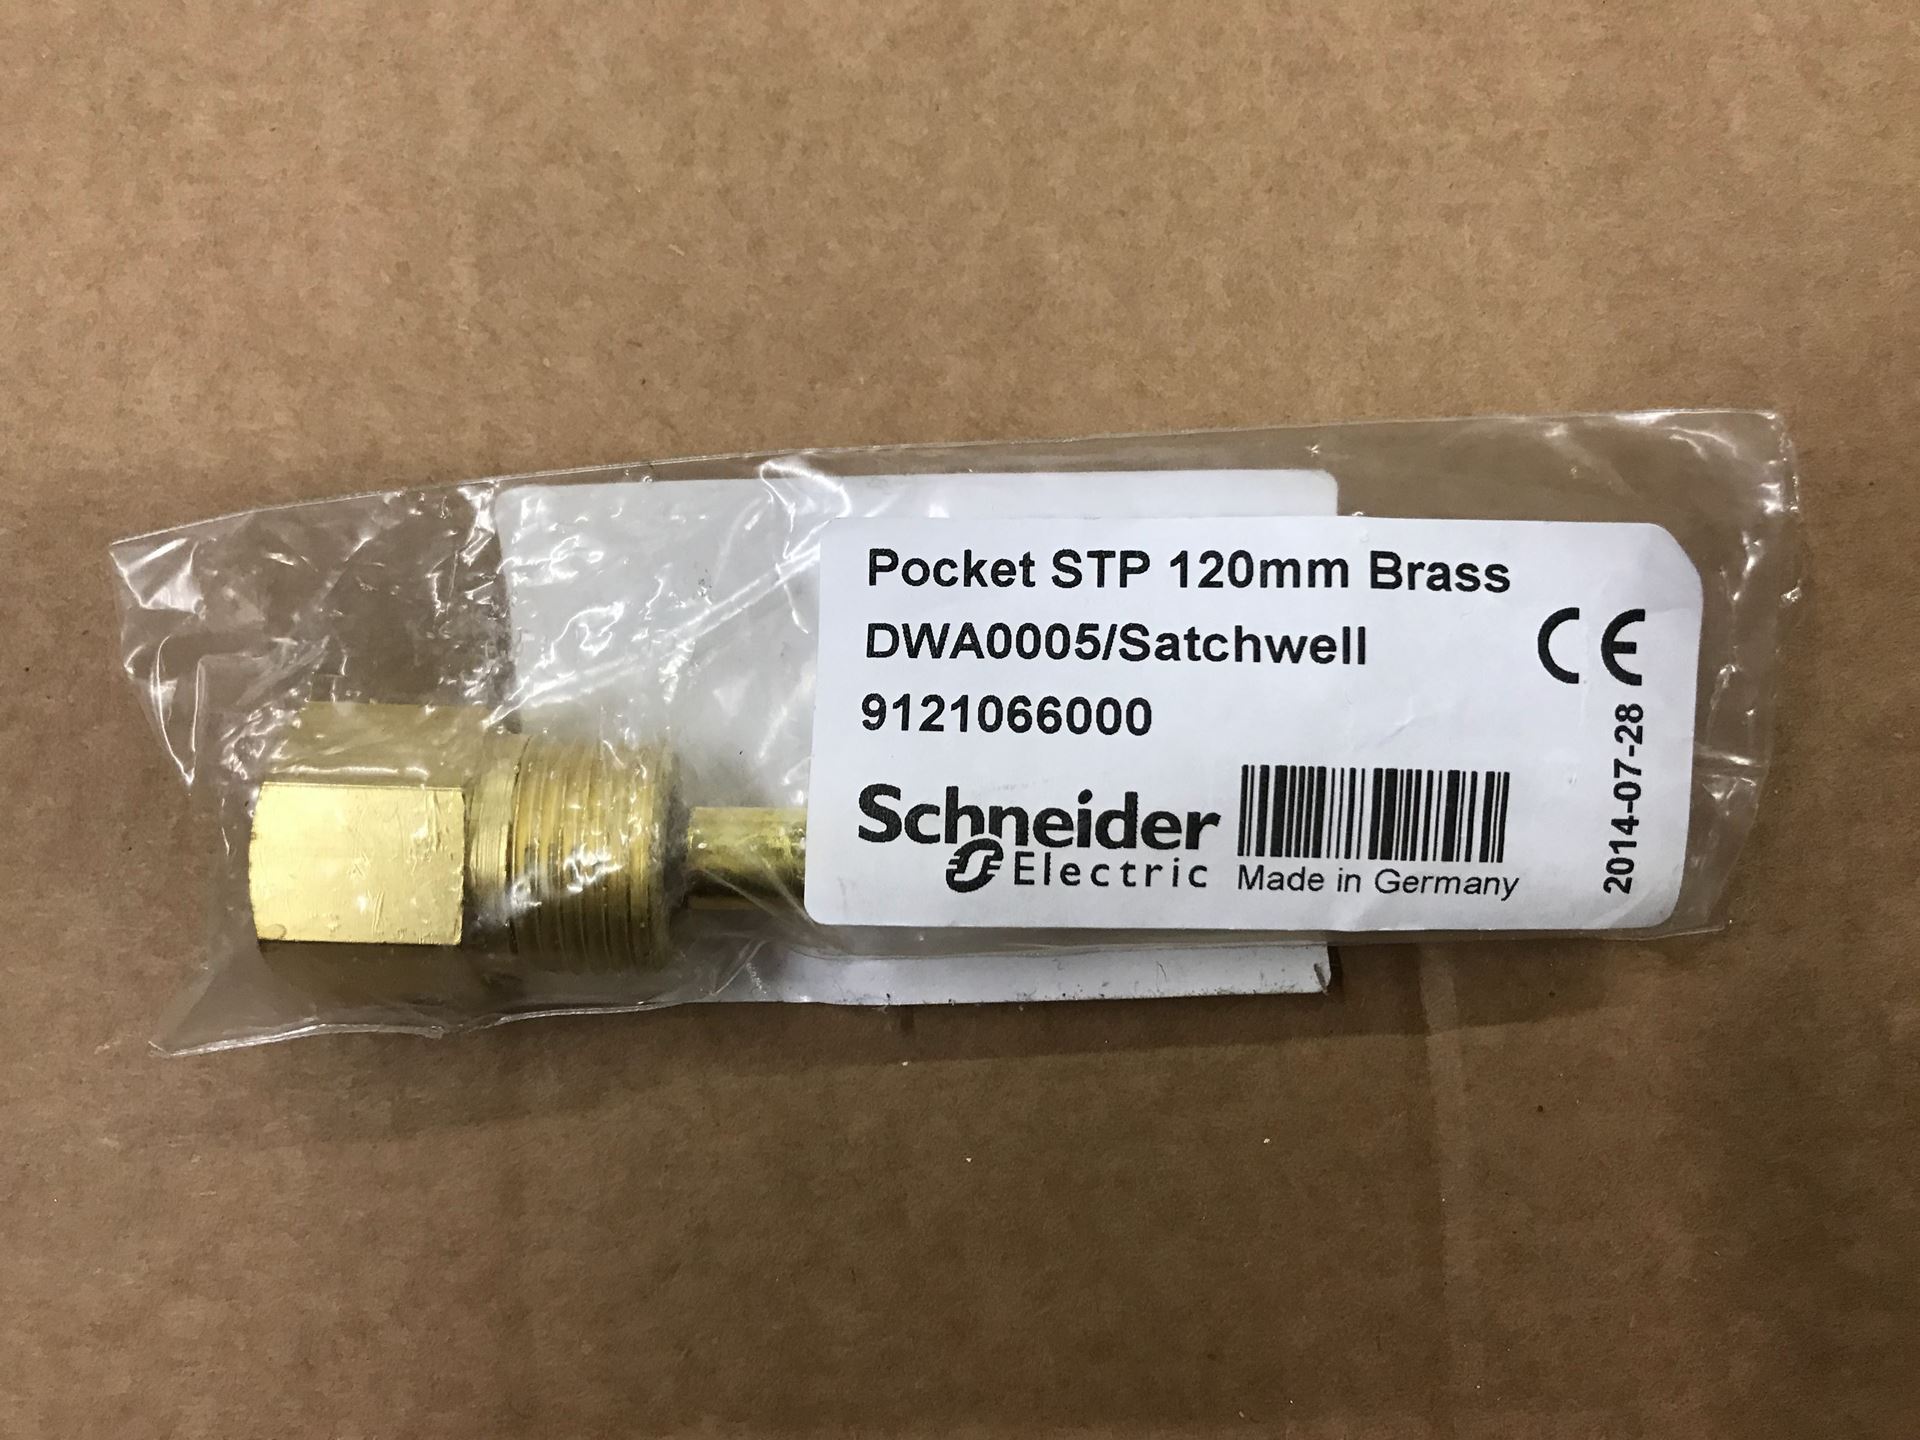 Pocket STP 120mm Brass
DWA0005/Satchwell
9121066000
CE
2014-07-28
Schneider
Electric
Made in Germany